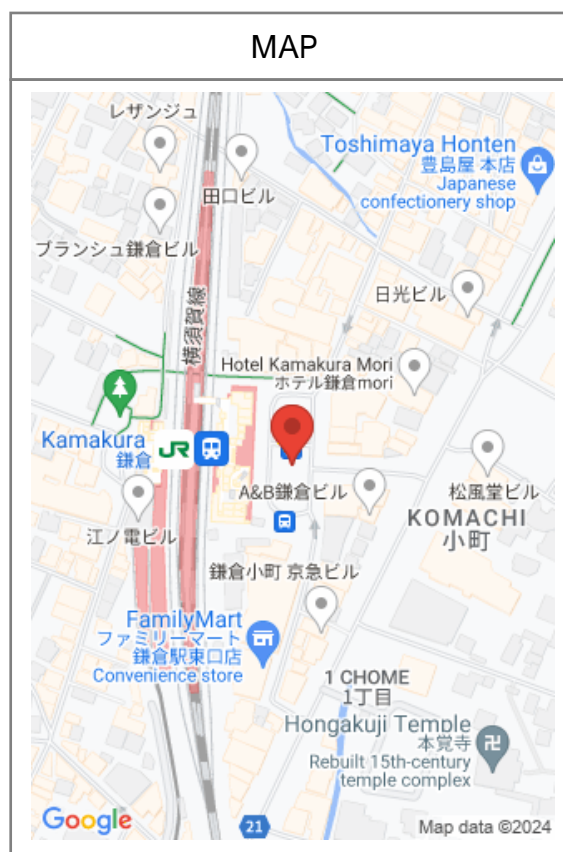 MAP
レザンジュ
Toshimaya Honten
豊島屋 本店
Japanese
confectionery shop
田口ビル
ブランシュ鎌倉ビル
日光ビル
横須賀線
Hotel Kamakura Mori
ホテル鎌倉mori
Kamakura
鎌倉
JR
A&B鎌倉ビル
松風堂ビル
KOMACHI
小町
江ノ電ビル
鎌倉小町 京急ビル
FamilyMart
ファミリーマート
鎌倉駅東口店
Convenience store
1 CHOME
1丁目
Hongakuji Temple
本覚寺
Rebuilt 15th-century
temple complex
卍
Google
21
Map data ©2024